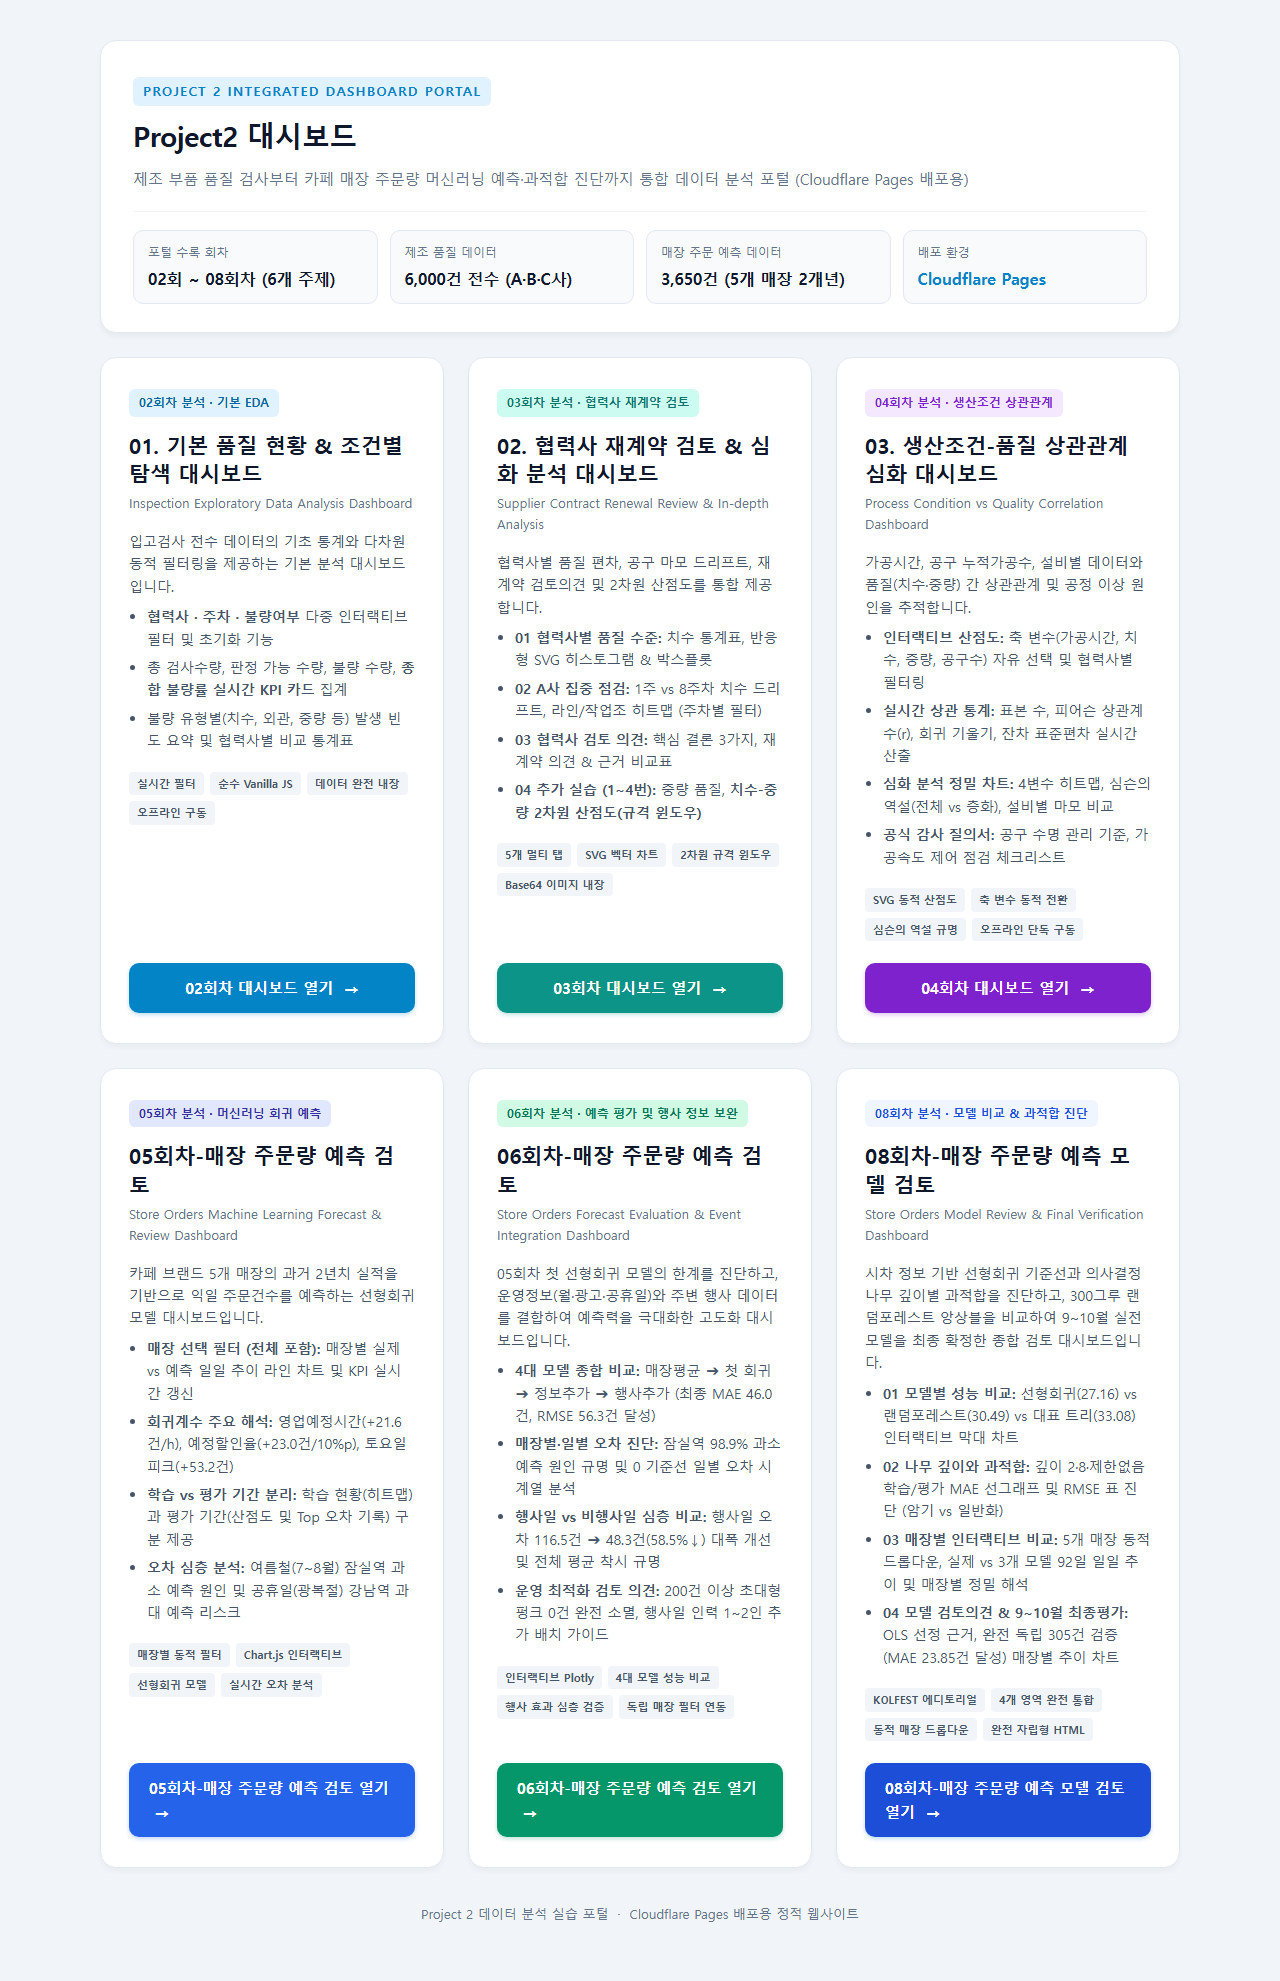 PROJECT 2 INTEGRATED DASHBOARD PORTAL
Project2 대시보드
제조 부품 품질 검사부터 카페 매장 주문량 머신러닝 예측·과적합 진단까지 통합 데이터 분석 포털 (Cloudflare Pages 배포용)
포털 수록 회차
02회 ~ 08회차 (6개 주제)
제조 품질 데이터
6,000건 전수 (A·B·C사)
매장 주문 예측 데이터
3,650건 (5개 매장 2개년)
배포 환경
Cloudflare Pages
02회차 분석 · 기본 EDA
01. 기본 품질 현황 & 조건별
탐색 대시보드
Inspection Exploratory Data Analysis Dashboard
입고검사 전수 데이터의 기초 통계와 다차원
동적 필터링을 제공하는 기본 분석 대시보드
입니다.
• 협력사 · 주차 · 불량여부 다중 인터랙티브
필터 및 초기화 기능
• 총 검사수량, 판정 가능 수량, 불량 수량, 종
합 불량률 실시간 KPI 카드 집계
• 불량 유형별(치수, 외관, 중량 등) 발생 빈
도 요약 및 협력사별 비교 통계표
실시간 필터
순수 Vanilla JS
데이터 완전 내장
오프라인 구동
02회차 대시보드 열기 →
03회차 분석 · 협력사 재계약 검토
02. 협력사 재계약 검토 & 심
화 분석 대시보드
Supplier Contract Renewal Review & In-depth
Analysis
협력사별 품질 편차, 공구 마모 드리프트, 재
계약 검토의견 및 2차원 산점도를 통합 제공
합니다.
• 01 협력사별 품질 수준: 치수 통계표, 반응
형 SVG 히스토그램 & 박스플롯
• 02 A사 집중 점검: 1주 vs 8주차 치수 드리
프트, 라인/작업조 히트맵 (주차별 필터)
• 03 협력사 검토 의견: 핵심 결론 3가지, 재
계약 의견 & 근거 비교표
• 04 추가 실습 (1~4번): 중량 품질, 치수-중
량 2차원 산점도(규격 윈도우)
5개 멀티 탭
SVG 벡터 차트
2차원 규격 윈도우
Base64 이미지 내장
03회차 대시보드 열기 →
04회차 분석 · 생산조건 상관관계
03. 생산조건-품질 상관관계
심화 대시보드
Process Condition vs Quality Correlation
Dashboard
가공시간, 공구 누적가공수, 설비별 데이터와
품질(치수·중량) 간 상관관계 및 공정 이상 원
인을 추적합니다.
• 인터랙티브 산점도: 축 변수(가공시간, 치
수, 중량, 공구수) 자유 선택 및 협력사별
필터링
• 실시간 상관 통계: 표본 수, 피어슨 상관계
수(r), 회귀 기울기, 잔차 표준편차 실시간
산출
• 심화 분석 정밀 차트: 4변수 히트맵, 심슨의
역설(전체 vs 층화), 설비별 마모 비교
• 공식 감사 질의서: 공구 수명 관리 기준, 가
공속도 제어 점검 체크리스트
SVG 동적 산점도
축 변수 동적 전환
심슨의 역설 규명
오프라인 단독 구동
04회차 대시보드 열기 →
05회차 분석 · 머신러닝 회귀 예측
05회차-매장 주문량 예측 검
토
Store Orders Machine Learning Forecast &
Review Dashboard
카페 브랜드 5개 매장의 과거 2년치 실적을
기반으로 익일 주문건수를 예측하는 선형회귀
모델 대시보드입니다.
• 매장 선택 필터 (전체 포함): 매장별 실제
vs 예측 일일 추이 라인 차트 및 KPI 실시
간 갱신
• 회귀계수 주요 해석: 영업예정시간(+21.6
건/h), 예정할인율(+23.0건/10%p), 토요일
피크(+53.2건)
• 학습 vs 평가 기간 분리: 학습 현황(히트맵)
과 평가 기간(산점도 및 Top 오차 기록) 구
분 제공
• 오차 심층 분석: 여름철(7~8월) 잠실역 과
소 예측 원인 및 공휴일(광복절) 강남역 과
대 예측 리스크
매장별 동적 필터
Chart.js 인터랙티브
선형회귀 모델
실시간 오차 분석
05회차-매장 주문량 예측 검토 열기
→
06회차 분석 · 예측 평가 및 행사 정보 보완
06회차-매장 주문량 예측 검
토
Store Orders Forecast Evaluation & Event
Integration Dashboard
05회차 첫 선형회귀 모델의 한계를 진단하고,
운영정보(월·광고·공휴일)와 주변 행사 데이터
를 결합하여 예측력을 극대화한 고도화 대시
보드입니다.
• 4대 모델 종합 비교: 매장평균 ➔ 첫 회귀
➔ 정보추가 ➔ 행사추가 (최종 MAE 46.0
건, RMSE 56.3건 달성)
• 매장별·일별 오차 진단: 잠실역 98.9% 과소
예측 원인 규명 및 0 기준선 일별 오차 시
계열 분석
• 행사일 vs 비행사일 심층 비교: 행사일 오
차 116.5건 ➔ 48.3건(58.5%↓) 대폭 개선
및 전체 평균 착시 규명
• 운영 최적화 검토 의견: 200건 이상 초대형
펑크 0건 완전 소멸, 행사일 인력 1~2인 추
가 배치 가이드
인터랙티브 Plotly
4대 모델 성능 비교
행사 효과 심층 검증
독립 매장 필터 연동
06회차-매장 주문량 예측 검토 열기
→
08회차 분석 · 모델 비교 & 과적합 진단
08회차-매장 주문량 예측 모
델 검토
Store Orders Model Review & Final Verification
Dashboard
시차 정보 기반 선형회귀 기준선과 의사결정
나무 깊이별 과적합을 진단하고, 300그루 랜
덤포레스트 앙상블을 비교하여 9~10월 실전
모델을 최종 확정한 종합 검토 대시보드입니
다.
• 01 모델별 성능 비교: 선형회귀(27.16) vs
랜덤포레스트(30.49) vs 대표 트리(33.08)
인터랙티브 막대 차트
• 02 나무 깊이와 과적합: 깊이 2·8·제한없음
학습/평가 MAE 선그래프 및 RMSE 표 진
단 (암기 vs 일반화)
• 03 매장별 인터랙티브 비교: 5개 매장 동적
드롭다운, 실제 vs 3개 모델 92일 일일 추
이 및 매장별 정밀 해석
• 04 모델 검토의견 & 9~10월 최종평가:
OLS 선정 근거, 완전 독립 305건 검증
(MAE 23.85건 달성) 매장별 추이 차트
KOLFEST 에디토리얼
4개 영역 완전 통합
동적 매장 드롭다운
완전 자립형 HTML
08회차-매장 주문량 예측 모델 검토
열기 →
Project 2 데이터 분석 실습 포털 · Cloudflare Pages 배포용 정적 웹사이트